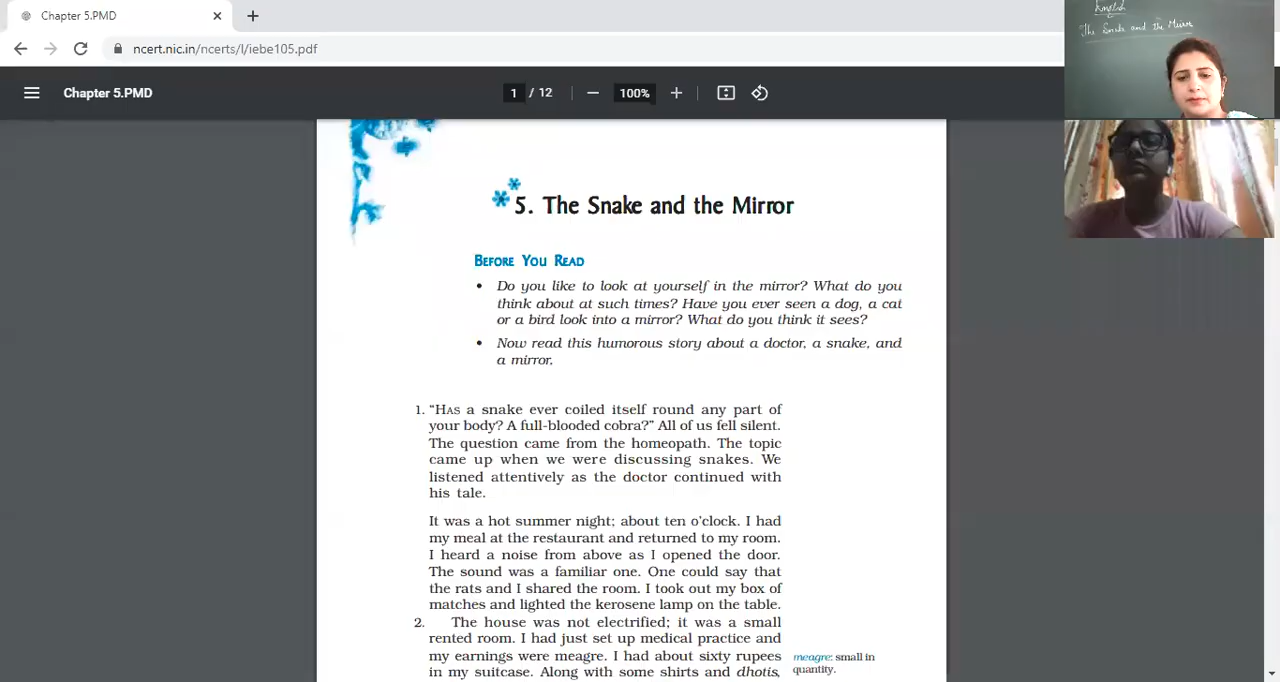 Chapter 5.PMD
ncert.nic.in/ncerts/l/iebe105.pdf
Chapter 5.PMD
1 / 12
100%
English
The Snake and the Mirror
5. The Snake and the Mirror
BEFORE YOU READ
• Do you like to look at yourself in the mirror? What do you
think about at such times? Have you ever seen a dog, a cat
or a bird look into a mirror? What do you think it sees?
• Now read this humorous story about a doctor, a snake, and
a mirror.
1. “HAS a snake ever coiled itself round any part of
your body? A full-blooded cobra?” All of us fell silent.
The question came from the homeopath. The topic
came up when we were discussing snakes. We
listened attentively as the doctor continued with
his tale.
It was a hot summer night; about ten o’clock. I had
my meal at the restaurant and returned to my room.
I heard a noise from above as I opened the door.
The sound was a familiar one. One could say that
the rats and I shared the room. I took out my box of
matches and lighted the kerosene lamp on the table.
2. The house was not electrified; it was a small
rented room. I had just set up medical practice and
my earnings were meagre. I had about sixty rupees
in my suitcase. Along with some shirts and dhotis,
meagre: small in
quantity.